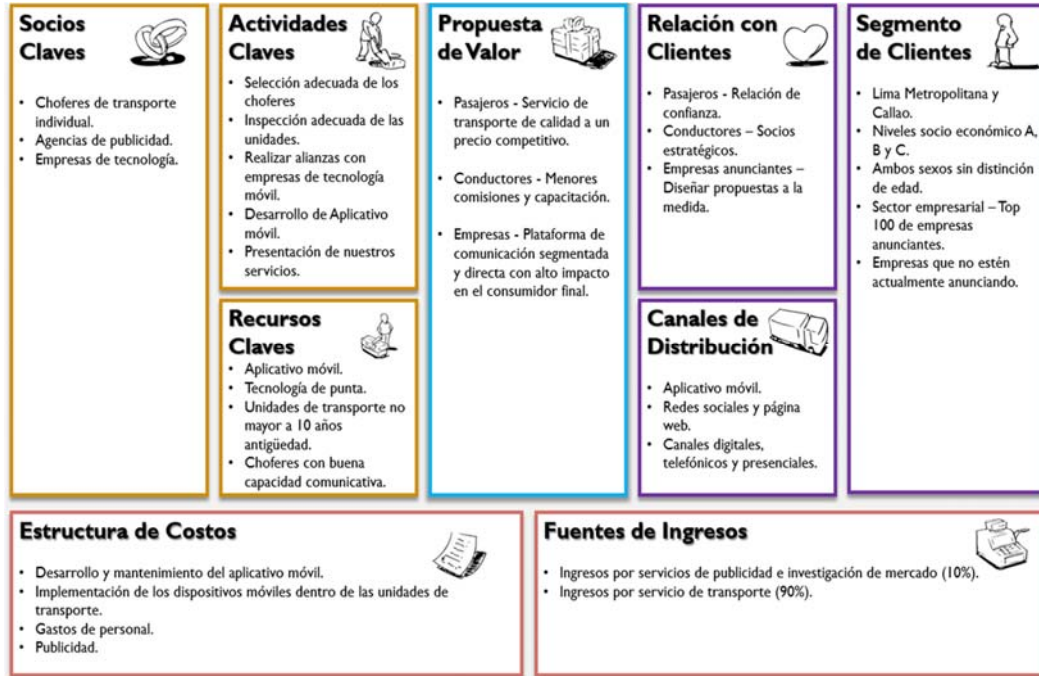 Socios
Claves
• Choferes de transporte
individual.
• Agencias de publicidad.
• Empresas de tecnología.
Actividades
Claves
• Selección adecuada de los
choferes
• Inspección adecuada de las
unidades.
• Realizar alianzas con
empresas de tecnología
móvil.
• Desarrollo de Aplicativo
móvil.
• Presentación de nuestros
servicios.
Recursos
Claves
• Aplicativo móvil.
• Tecnología de punta.
• Unidades de transporte no
mayor a 10 años
antigüedad.
• Choferes con buena
capacidad comunicativa.
Propuesta
de Valor
• Pasajeros - Servicio de
transporte de calidad a un
precio competitivo.
• Conductores - Menores
comisiones y capacitación.
• Empresas - Plataforma de
comunicación segmentada
y directa con alto impacto
en el consumidor final.
Relación con
Clientes
• Pasajeros - Relación de
confianza.
• Conductores – Socios
estratégicos.
• Empresas anunciantes –
Diseñar propuestas a la
medida.
Canales de
Distribución
• Aplicativo móvil.
• Redes sociales y página
web.
• Canales digitales,
telefónicos y presenciales.
Segmento
de Clientes
• Lima Metropolitana y
Callao.
• Niveles socio económico A,
B y C.
• Ambos sexos sin distinción
de edad.
• Sector empresarial – Top
100 de empresas
anunciantes.
• Empresas que no estén
actualmente anunciando.
Estructura de Costos
• Desarrollo y mantenimiento del aplicativo móvil.
• Implementación de los dispositivos móviles dentro de las unidades de
transporte.
• Gastos de personal.
• Publicidad.
Fuentes de Ingresos
• Ingresos por servicios de publicidad e investigación de mercado (10%).
• Ingresos por servicio de transporte (90%).